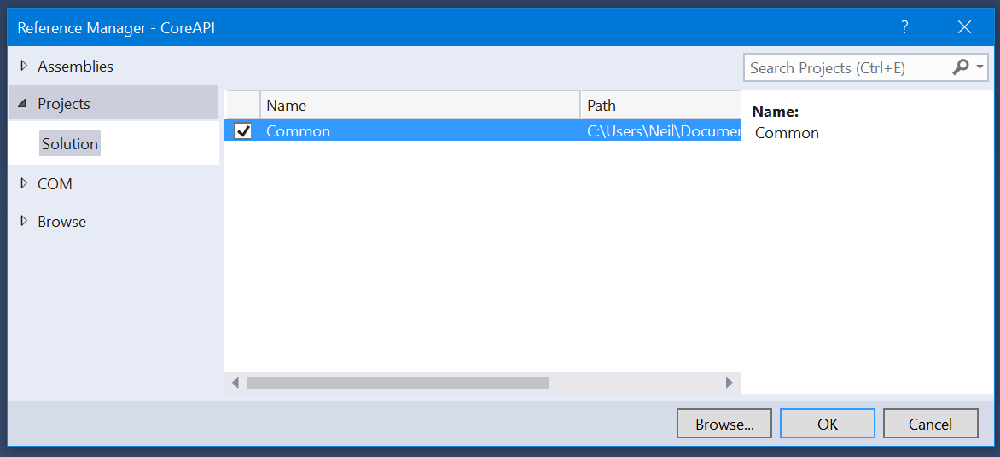 Reference Manager - CoreAPI ?
Assemblies
Search Projects (Ctrl+E)
Projects
Solution
COM
Browse
Name Path
Common C:\Users\Neil\Documen
Name:
Common
Browse... OK Cancel